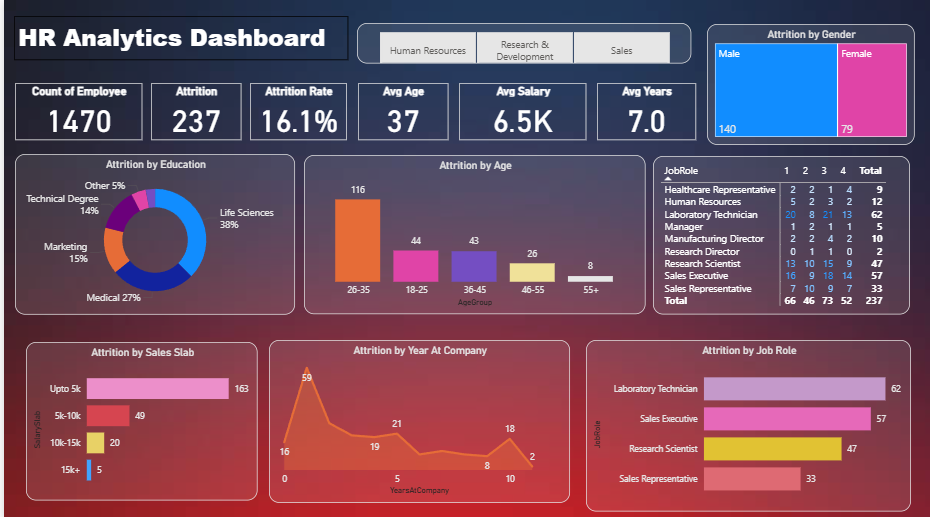 HR Analytics Dashboard
Human Resources
Research &
Development
Sales
Attrition by Gender
Male
Female
140
79
Count of Employee
1470
Attrition
237
Attrition Rate
16.1%
Avg Age
37
Avg Salary
6.5K
Avg Years
7.0
Attrition by Education
Other 5%
Technical Degree
14%
Life Sciences
38%
Marketing
15%
Medical 27%
Attrition by Age
116
44
43
26
8
26-35
18-25
36-45
46-55
55+
AgeGroup
JobRole 1 2 3 4 Total
Healthcare Representative 2 2 1 4 9
Human Resources 5 2 3 2 12
Laboratory Technician 20 8 21 13 62
Manager 1 2 1 1 5
Manufacturing Director 2 2 4 2 10
Research Director 0 1 1 0 2
Research Scientist 13 10 15 9 47
Sales Executive 16 9 18 14 57
Sales Representative 7 10 9 7 33
Total 66 46 73 52 237
Attrition by Sales Slab
SalarySlab
Upto 5k 163
5k-10k 49
10k-15k 20
15k+ 5
Attrition by Year At Company
59
16
19
21
8
18
2
0
5
10
YearsAtCompany
Attrition by Job Role
JobRole
Laboratory Technician 62
Sales Executive 57
Research Scientist 47
Sales Representative 33